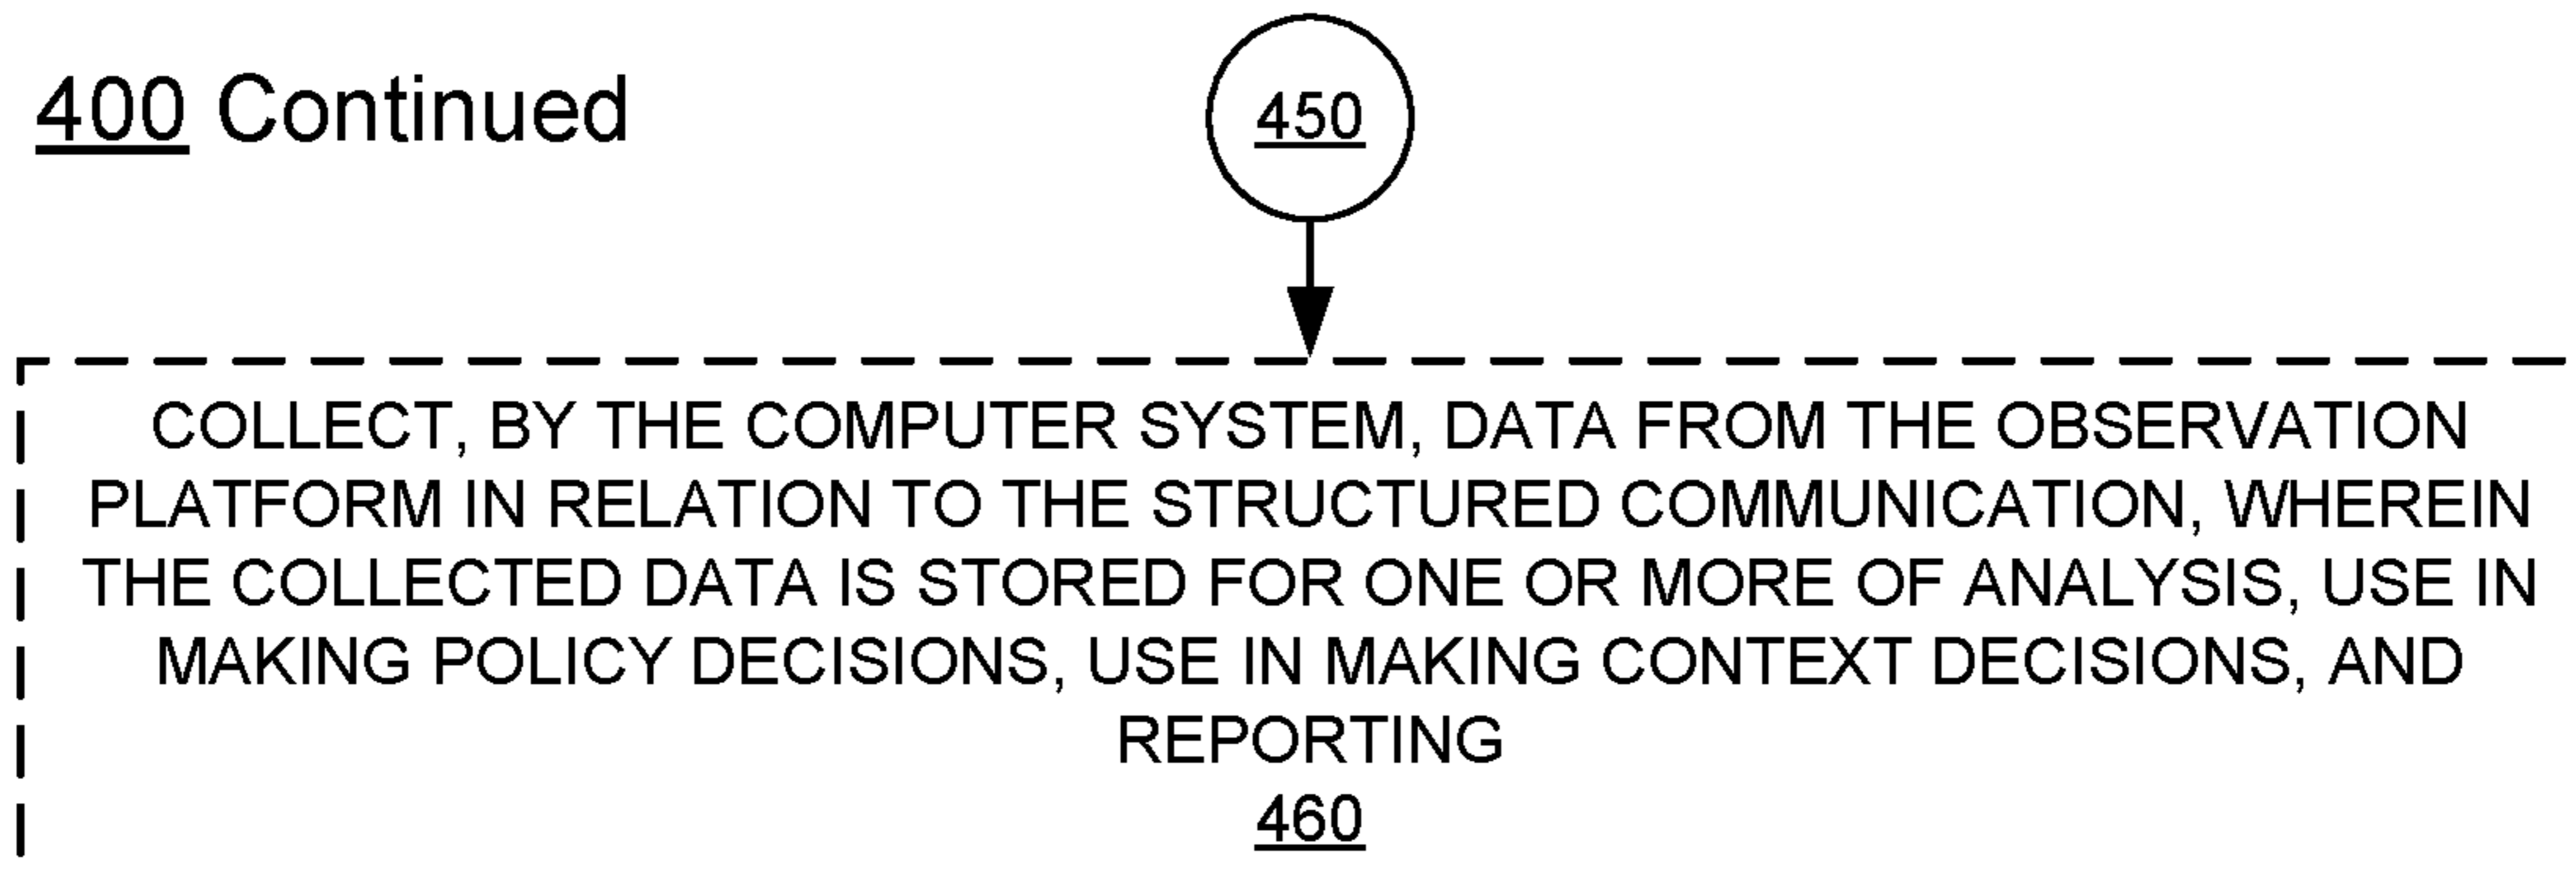 400 Continued
450
COLLECT, BY THE COMPUTER SYSTEM, DATA FROM THE OBSERVATION
PLATFORM IN RELATION TO THE STRUCTURED COMMUNICATION, WHEREIN
THE COLLECTED DATA IS STORED FOR ONE OR MORE OF ANALYSIS, USE IN
MAKING POLICY DECISIONS, USE IN MAKING CONTEXT DECISIONS, AND
REPORTING
460